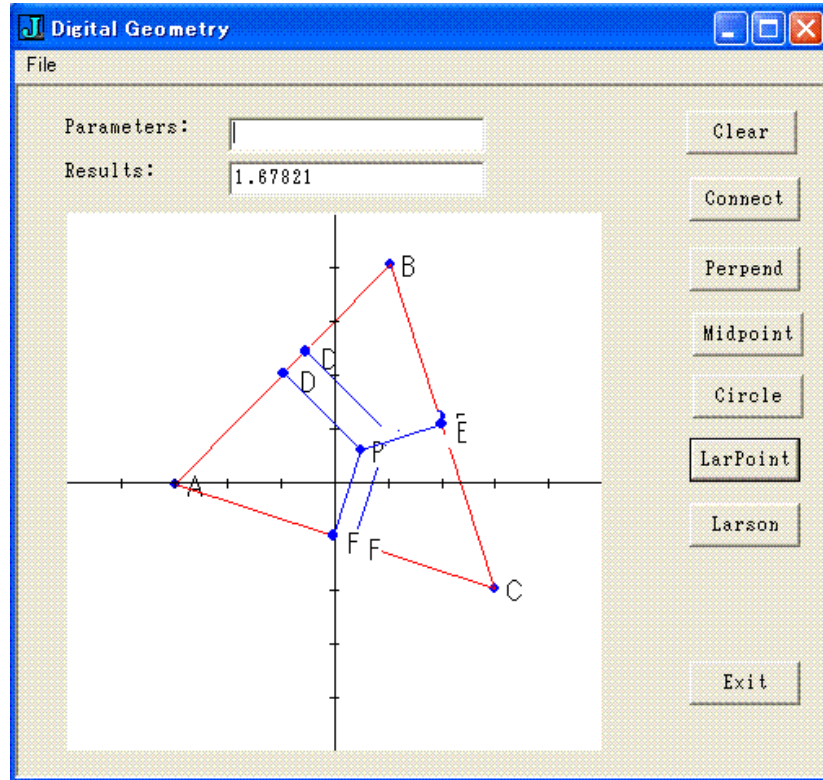 Digital Geometry
File
Parameters:
Clear
Results: 1.67821
Connect
B
Perpend
D
D
Midpoint
E
P
Circle
A
LarPoint
F
F
Larson
C
Exit